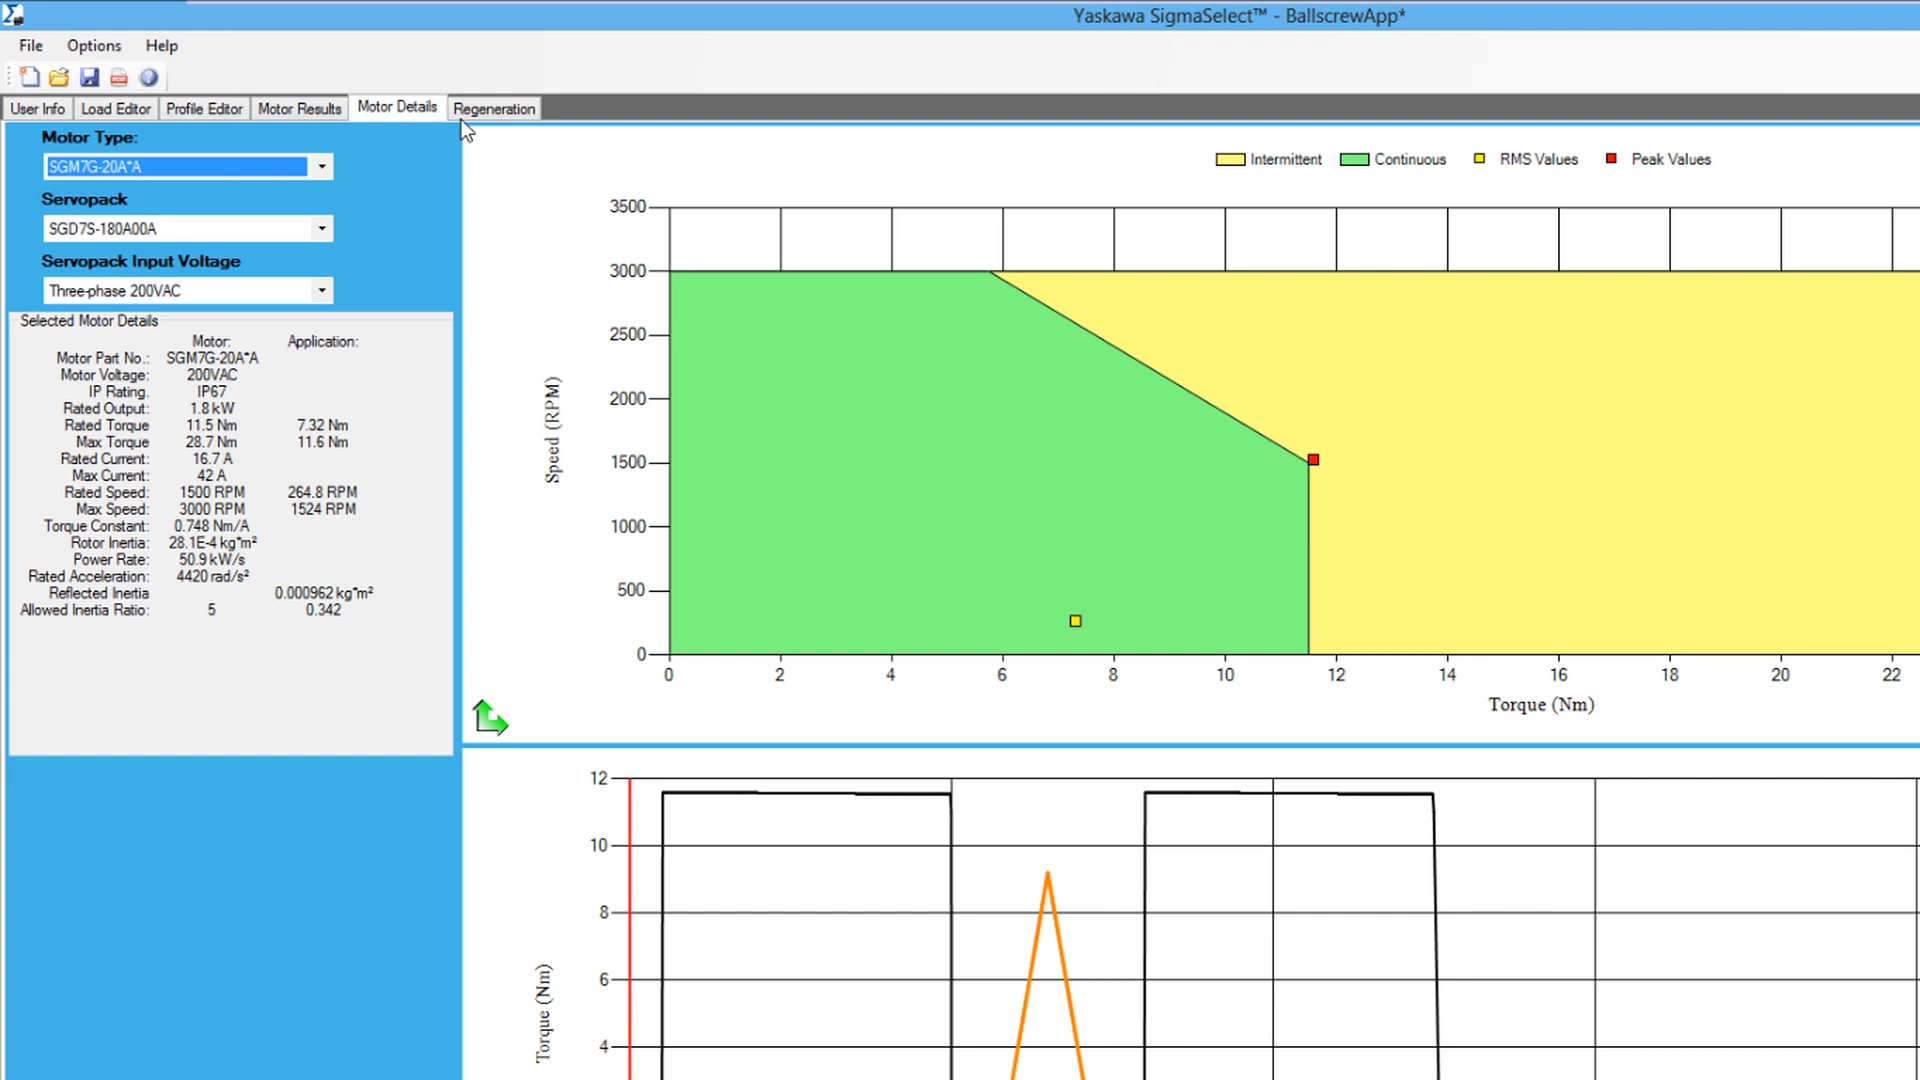 Yaskawa SigmaSelect™ - BallscrewApp*
File Options Help
User Info Load Editor Profile Editor Motor Results Motor Details Regeneration
Motor Type:
SGM7G-20A*A
Servopack
SGD7S-180A00A
Servopack Input Voltage
Three-phase 200VAC
Selected Motor Details
Motor: Application:
Motor Part No.: SGM7G-20A*A
Motor Voltage: 200VAC
IP Rating. IP67
Rated Output: 1.8 kW
Rated Torque 11.5 Nm 7.32 Nm
Max Torque 28.7 Nm 11.6 Nm
Rated Current: 16.7 A
Max Current: 42 A
Rated Speed: 1500 RPM 264.8 RPM
Max Speed: 3000 RPM 1524 RPM
Torque Constant: 0.748 Nm/A
Rotor Inertia: 28.1E-4 kg*m²
Power Rate: 50.9 kW/s
Rated Acceleration: 4420 rad/s²
Reflected Inertia 0.000962 kg*m²
Allowed Inertia Ratio: 5 0.342
Intermittent Continuous RMS Values Peak Values
3500
3000
2500
2000
1500
1000
500
0
Speed (RPM)
0 2 4 6 8 10 12 14 16 18 20 22
Torque (Nm)
12
10
8
6
4
Torque (Nm)